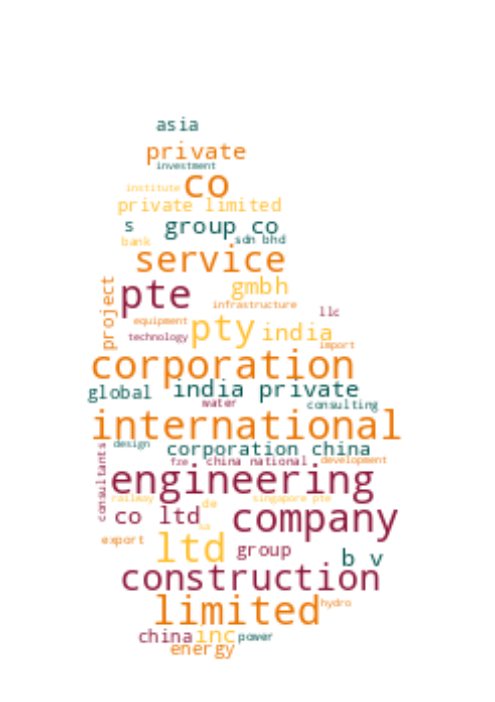 asia
private
investment
institute co
private limited
s group co
bank sdn bhd
service
project pte gmbh
infrastructure
llc
equipment pty india
technology import
corporation
global india private
water consulting
international
design corporation china
consultants fze china national development
engineering
railway singapore pte
co ltd de company
sa
export ltd group b v
construction
limited hydro
china inc power
energy